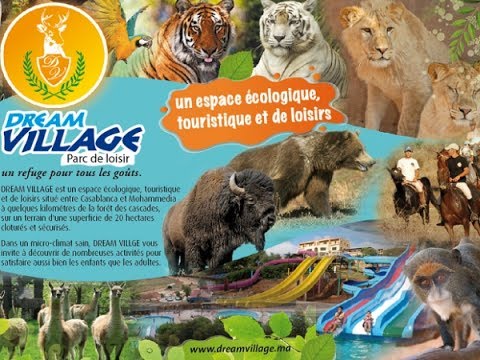 DV
DREAM
VILLAGE
Parc de loisir
un refuge pour tous les goûts.
un espace écologique,
touristique et de loisirs
DREAM VILLAGE est un espace écologique, touristique
et de loisirs situé entre Casablanca et Mohammedia
à quelques kilomètres de la forêt des cascades,
sur un terrain d'une superficie de 20 hectares
cloturés et sécurisés.
Dans un micro-climat sain, DREAM VILLGE vous
invite à découvrir de nombreuses activités pour
satisfaire aussi bien les enfants que les adultes.
www.dreamvillage.ma